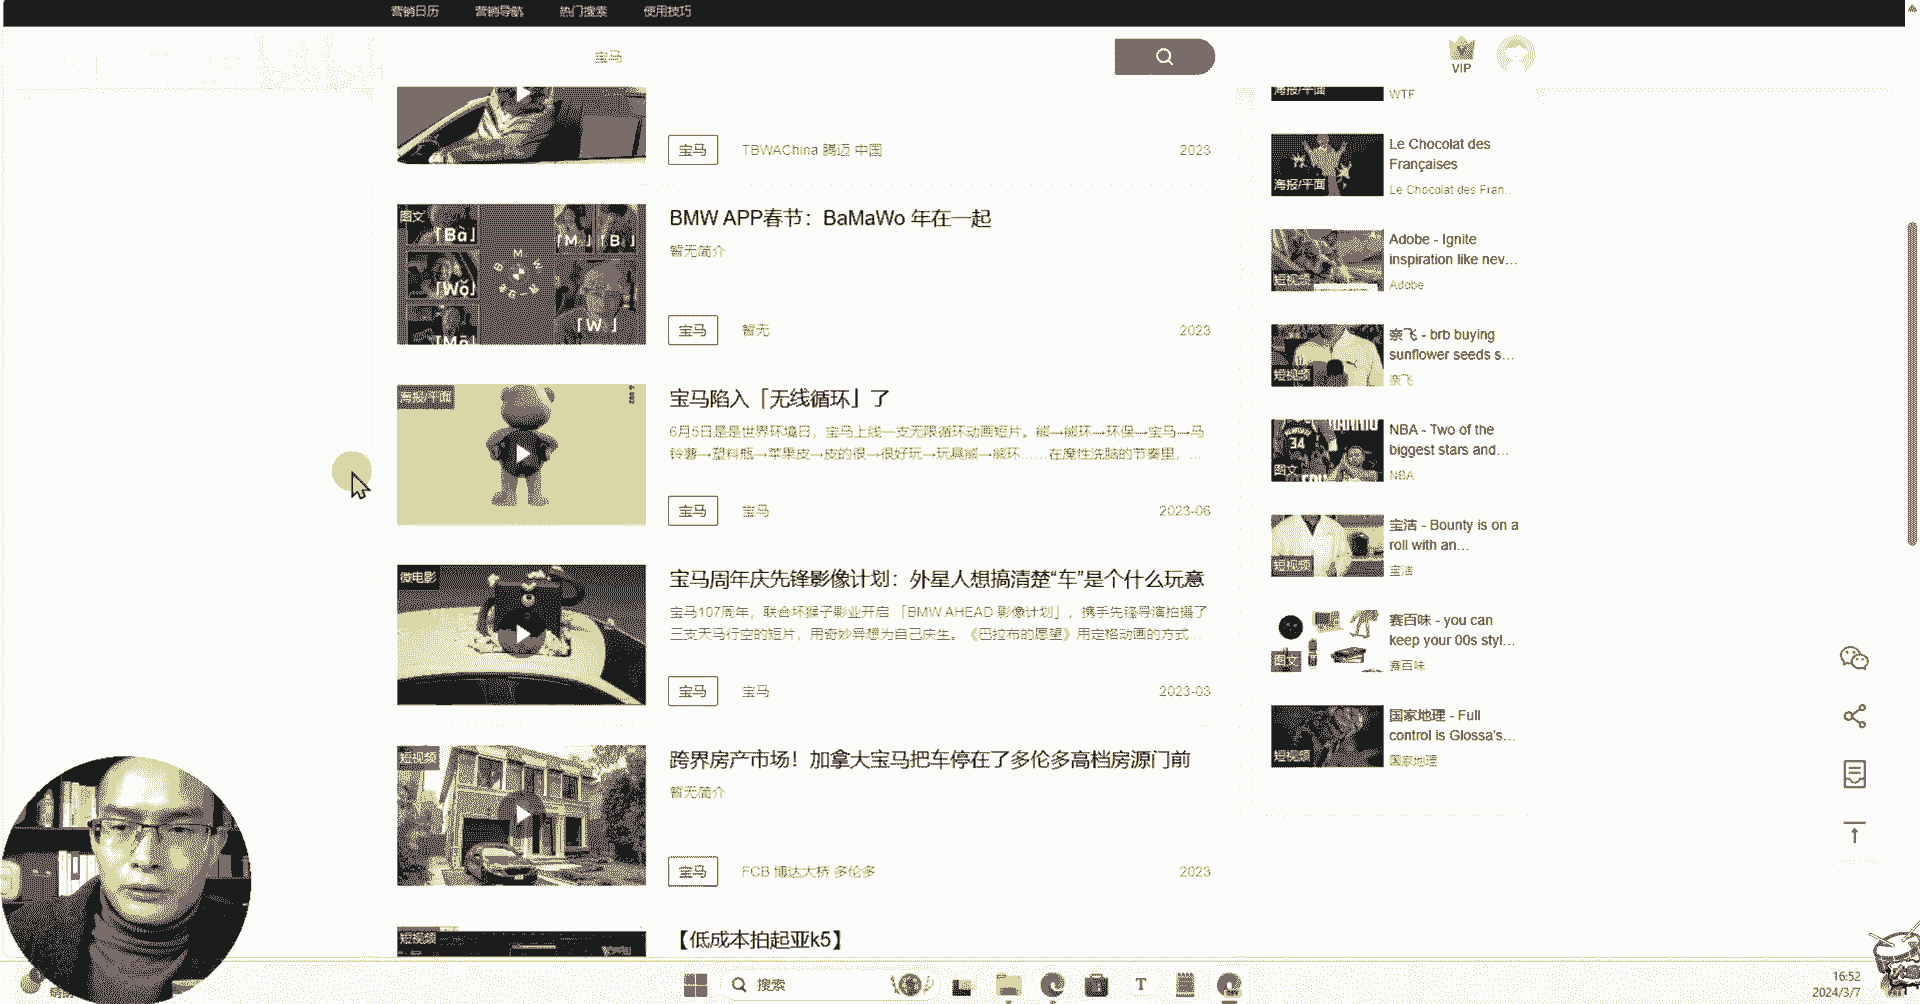 营销日历 营销导航 热门搜索 使用技巧
宝马
VIP
宝马 TBWAChina 腾迈 中国 2023
图文
「Bà」
「M」「B」
「Wǒ」
「W」
BMW APP春节：BaMaWo 年在一起
暂无简介
宝马 暂无 2023
海报/平面
宝马陷入「无线循环」了
6月5日是是世界环境日，宝马上线一支无限循环动画短片。熊→熊环→环保→宝马→马
铃薯→塑料瓶→苹果皮→皮的很→很好玩→玩具熊→熊环……在魔性洗脑的节奏里，...
宝马 宝马 2023-06
微电影
宝马周年庆先锋影像计划：外星人想搞清楚“车”是个什么玩意
宝马107周年，联合坏猴子影业开启「BMW AHEAD 影像计划」，携手先锋导演拍摄了
三支天马行空的短片，用奇妙异想为自己庆生。《巴拉布的愿望》用定格动画的方式...
宝马 宝马 2023-03
短视频
跨界房产市场！加拿大宝马把车停在了多伦多高档房源门前
暂无简介
宝马 FCB 博达大桥 多伦多 2023
短视频
【低成本拍起亚k5】
海报/平面
WTF
海报/平面
Le Chocolat des
Françaises
Le Chocolat des Fran...
短视频
Adobe - Ignite
inspiration like nev...
Adobe
短视频
奈飞 - brb buying
sunflower seeds s...
奈飞
图文
34
NBA - Two of the
biggest stars and...
NBA
短视频
宝洁 - Bounty is on a
roll with an...
宝洁
图文
赛百味 - you can
keep your 00s styl...
赛百味
短视频
国家地理 - Full
control is Glossa's...
国家地理
搜索
16:52
2024/3/7